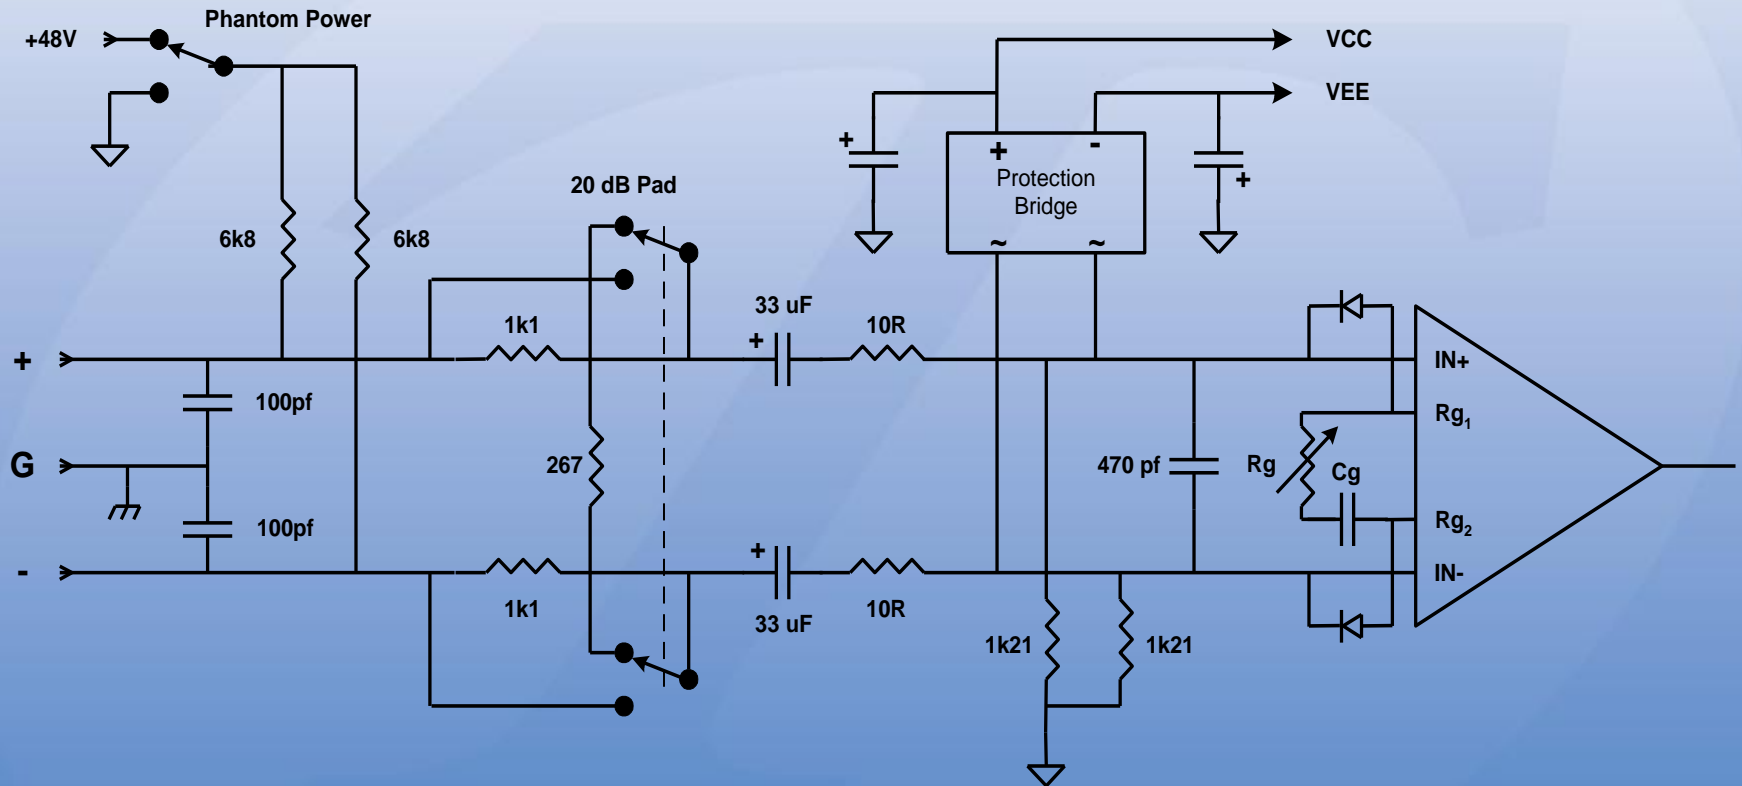 Phantom Power
+48V
VCC
VEE
+
+ -
Protection
Bridge
~ ~
+
20 dB Pad
6k8
6k8
33 uF
1k1
10R
+
+
IN+
100pf
Rg1
G
267
470 pf
Rg
Cg
100pf
Rg2
+
-
IN-
1k1
10R
33 uF
1k21
1k21